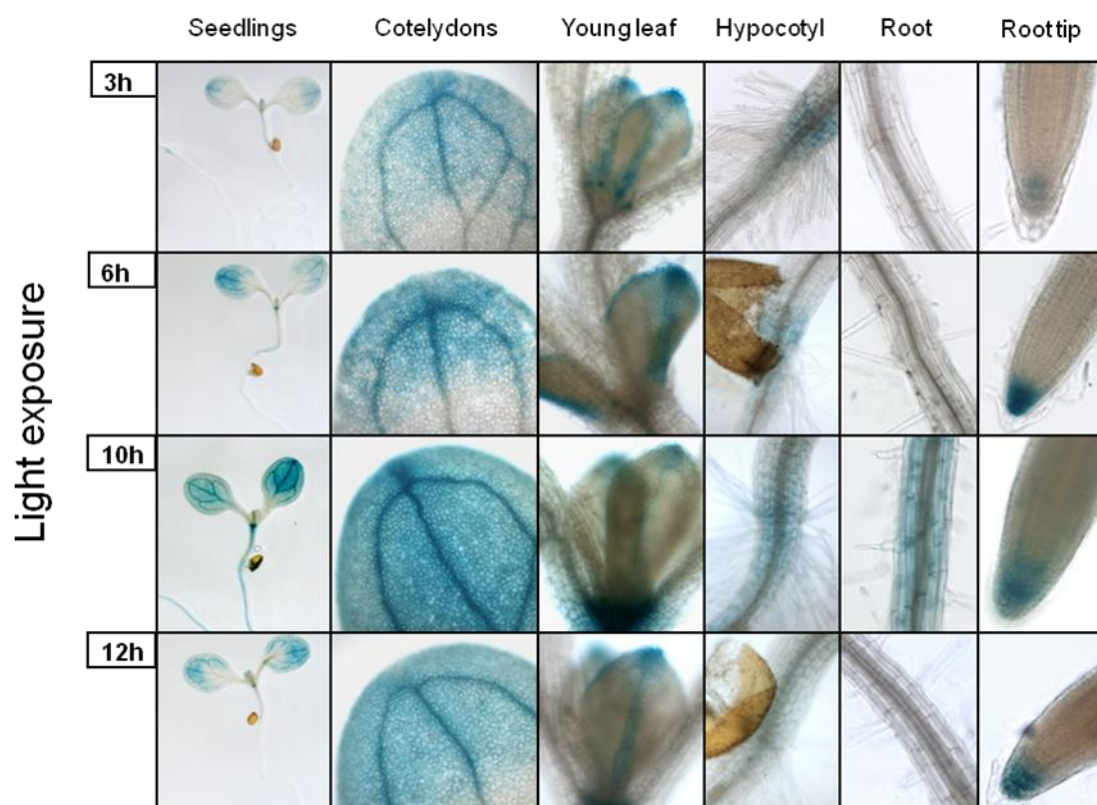 Seedlings Cotelydons Young leaf Hypocotyl Root Root tip
3h
6h
Light exposure
10h
12h